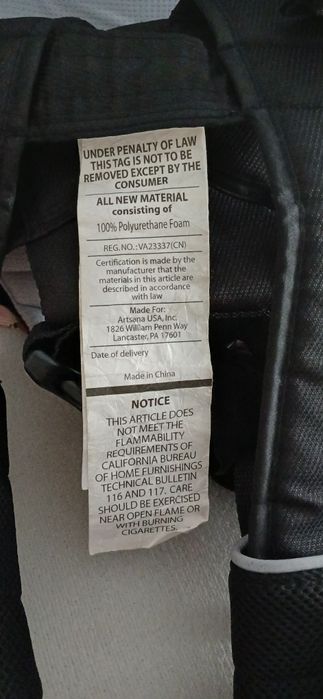 UNDER PENALTY OF LAW
THIS TAG IS NOT TO BE
REMOVED EXCEPT BY THE
CONSUMER
ALL NEW MATERIAL
consisting of
100% Polyurethane Foam
REG.NO.:VA23337(CN)
Certification is made by the
manufacturer that the
materials in this article are
described in accordance
with law
Made For:
Artsana USA, Inc.
1826 William Penn Way
Lancaster, PA 17601
Date of delivery
Made in China
NOTICE
THIS ARTICLE DOES
NOT MEET THE
FLAMMABILITY
REQUIREMENTS OF
CALIFORNIA BUREAU
OF HOME FURNISHINGS
TECHNICAL BULLETIN
116 AND 117. CARE
SHOULD BE EXERCISED
NEAR OPEN FLAME OR
WITH BURNING
CIGARETTES.